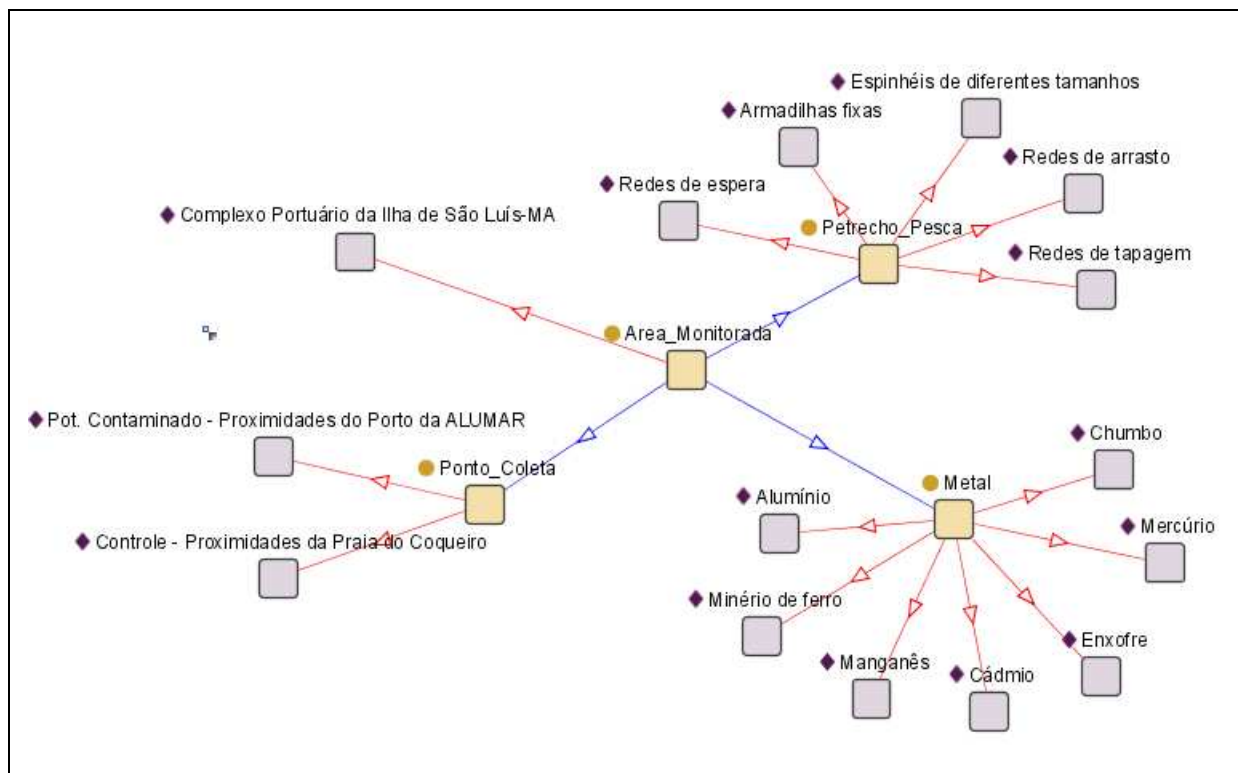 Espinhéis de diferentes tamanhos
Armadilhas fixas
Redes de arrasto
Redes de espera
Complexo Portuário da Ilha de São Luís-MA
Petrecho_Pesca
Redes de tapagem
Area_Monitorada
Pot. Contaminado - Proximidades do Porto da ALUMAR
Chumbo
Ponto_Coleta
Metal
Alumínio
Mercúrio
Controle - Proximidades da Praia do Coqueiro
Minério de ferro
Enxofre
Manganês
Cádmio